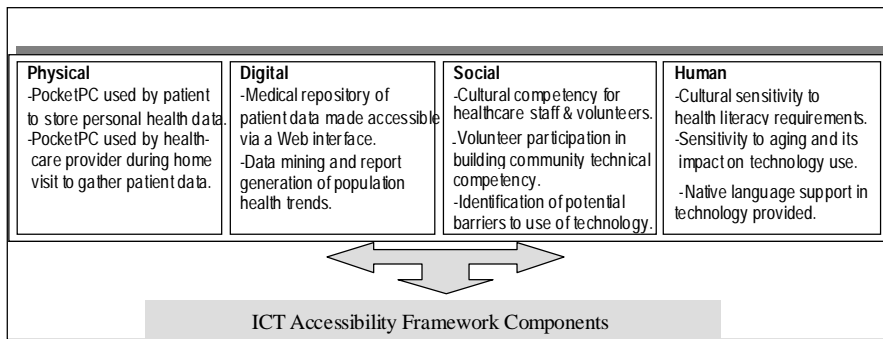 Physical
-PocketPC used by patient
to store personal health data.
-PocketPC used by health-
care provider during home
visit to gather patient data.
Digital
-Medical repository of
patient data made accessible
via a Web interface.
-Data mining and report
generation of population
health trends.
Social
-Cultural competency for
healthcare staff & volunteers.
-Volunteer participation in
building community technical
competency.
-Identification of potential
barriers to use of technology.
Human
-Cultural sensitivity to
health literacy requirements.
-Sensitivity to aging and its
impact on technology use.
-Native language support in
technology provided.
ICT Accessibility Framework Components